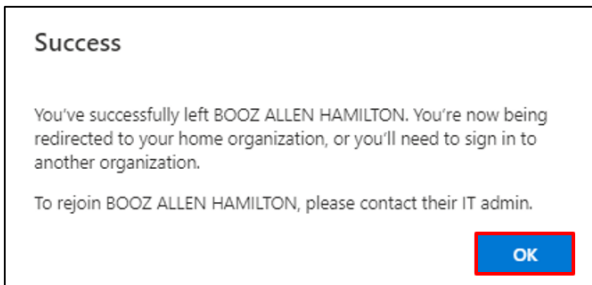 Success
You've successfully left BOOZ ALLEN HAMILTON. You're now being
redirected to your home organization, or you'll need to sign in to
another organization.
To rejoin BOOZ ALLEN HAMILTON, please contact their IT admin.
OK